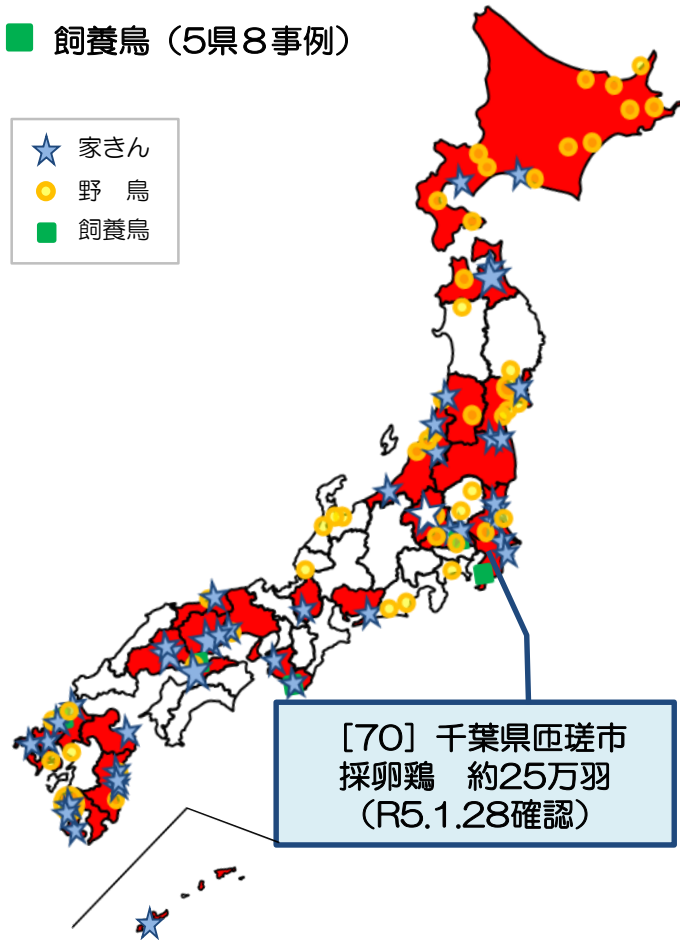 飼養鳥（5県８事例）
家きん
野　鳥
飼養鳥
［70］千葉県匝瑳市
採卵鶏　約25万羽
（R5.1.28確認）